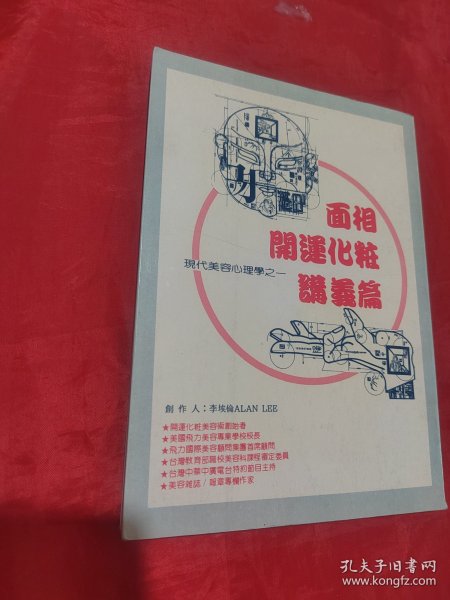 面相
開運化粧
講義篇
現代美容心理學之一
創作人：李埃倫ALAN LEE
★開運化粧美容術創始者
★美國飛力美容專業學校校長
★飛力國際美容顧問集團首席顧問
★台灣教育部高校美容科課程審定委員
★台灣中華中廣電台特約節目主持
★美容雜誌／報章專欄作家
孔夫子旧书网
www.kongfz.com